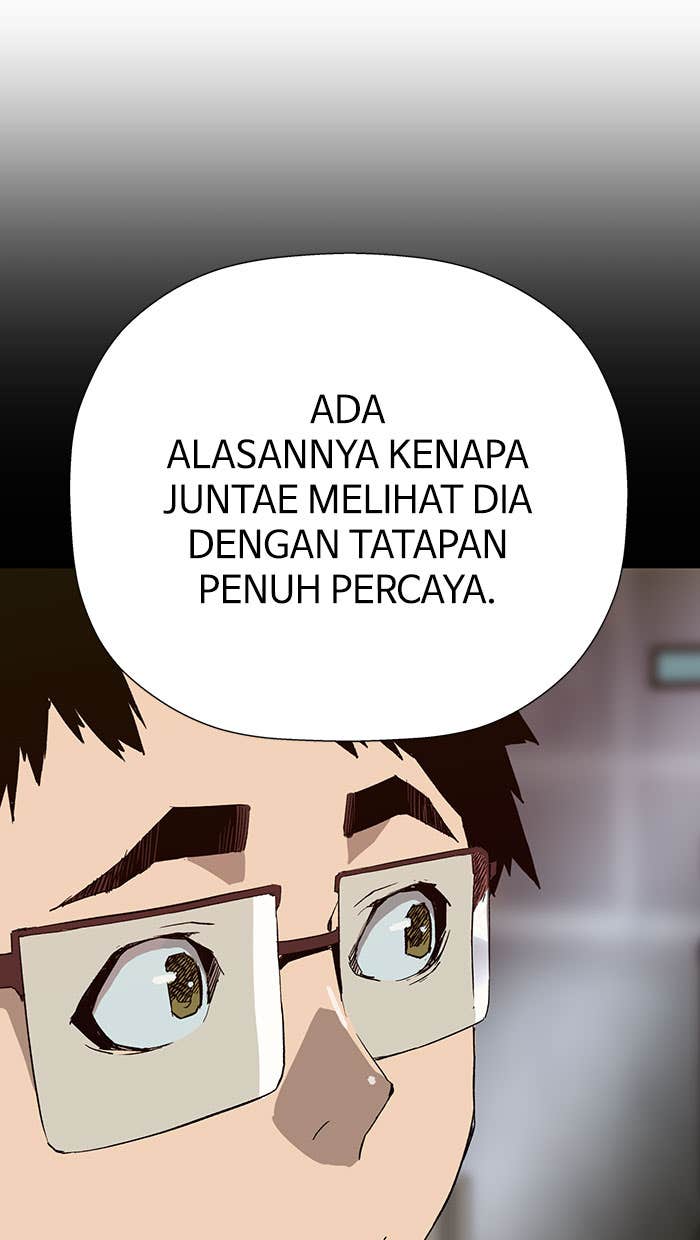 ADA
ALASANNYA KENAPA
JUNTAE MELIHAT DIA
DENGAN TATAPAN
PENUH PERCAYA.